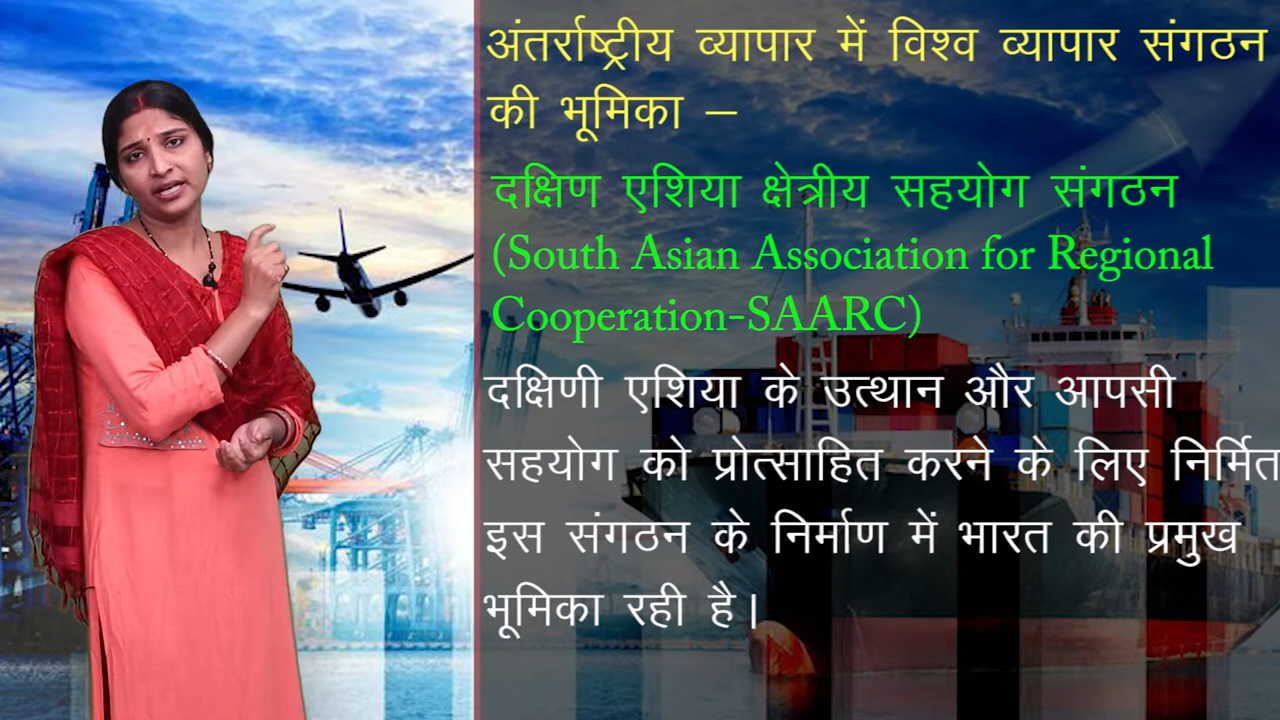 अंतर्राष्ट्रीय व्यापार में विश्व व्यापार संगठन
की भूमिका –
दक्षिण एशिया क्षेत्रीय सहयोग संगठन
(South Asian Association for Regional
Cooperation-SAARC)
दक्षिणी एशिया के उत्थान और आपसी
सहयोग को प्रोत्साहित करने के लिए निर्मित
इस संगठन के निर्माण में भारत की प्रमुख
भूमिका रही है।